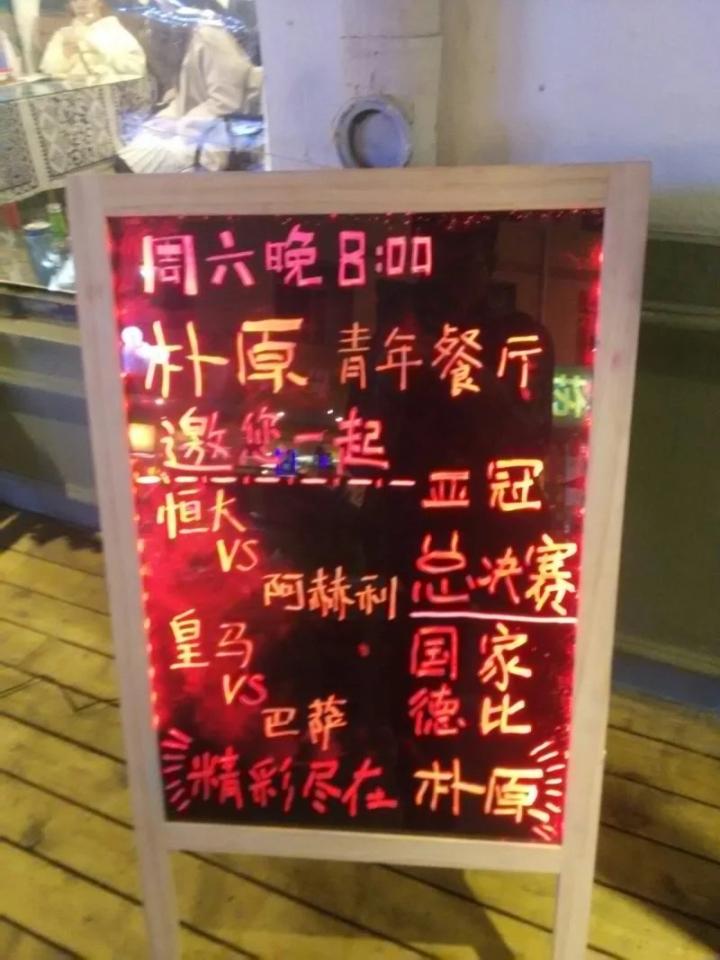 周六晚8:00
朴原 青年餐厅
邀您一起
恒大
VS
阿赫利
亚冠
总决赛
皇马
VS
巴萨
国家
德比
精彩尽在 朴原